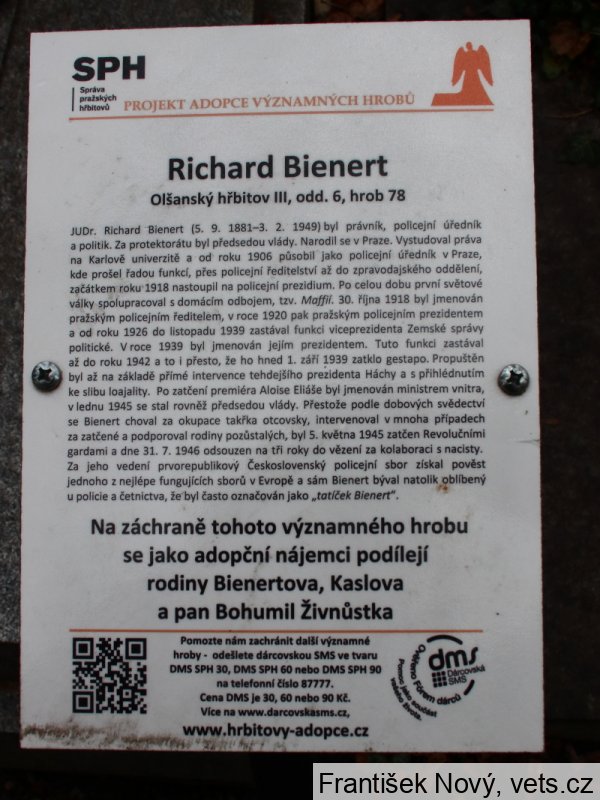 SPH
Správa
pražských
hřbitovů
PROJEKT ADOPCE VÝZNAMNÝCH HROBŮ
Richard Bienert
Olšanský hřbitov III, odd. 6, hrob 78
JUDr. Richard Bienert (5. 9. 1881–3. 2. 1949) byl právník, policejní úředník
a politik. Za protektorátu byl předsedou vlády. Narodil se v Praze. Vystudoval práva
na Karlově univerzitě a od roku 1906 působil jako policejní úředník v Praze,
kde prošel řadou funkcí, přes policejní ředitelství až do zpravodajského oddělení,
začátkem roku 1918 nastoupil na policejní prezidium. Po celou dobu první světové
války spolupracoval s domácím odbojem, tzv. Maffií. 30. října 1918 byl jmenován
pražským policejním ředitelem, v roce 1920 pak pražským policejním prezidentem
a od roku 1926 do listopadu 1939 zastával funkci viceprezidenta Zemské správy
politické. V roce 1939 byl jmenován jejím prezidentem. Tuto funkci zastával
až do roku 1942 a to i přesto, že ho hned 1. září 1939 zatklo gestapo. Propuštěn
byl až na základě přímé intervence tehdejšího prezidenta Háchy a s přihlédnutím
ke slibu loajality. Po zatčení premiéra Aloise Eliáše byl jmenován ministrem vnitra,
v lednu 1945 se stal rovněž předsedou vlády. Přestože podle dobových svědectví
se Bienert choval za okupace takřka otcovsky, intervenoval v mnoha případech
za zatčené a podporoval rodiny pozůstalých, byl 5. května 1945 zatčen Revolučními
gardami a dne 31. 7. 1946 odsouzen na tři roky do vězení za kolaboraci s nacisty.
Za jeho vedení prvorepublikový Československý policejní sbor získal pověst
jednoho z nejlépe fungujících sborů v Evropě a sám Bienert býval natolik oblíbený
u policie a četnictva, že byl často označován jako „tatíček Bienert“.
Na záchraně tohoto významného hrobu
se jako adopční nájemci podílejí
rodiny Bienertova, Kaslova
a pan Bohumil Živnůstka
Pomozte nám zachránit další významné
hroby - odešlete dárcovskou SMS ve tvaru
DMS SPH 30, DMS SPH 60 nebo DMS SPH 90
na telefonní číslo 87777.
Cena DMS je 30, 60 nebo 90 Kč.
Více na www.darcovskasms.cz,
www.hrbitovy-adopce.cz
Ověřeno Fórem dárců
dms
Dárcovská
SMS
Pomoc jako součást
vašeho života
František Nový, vets.cz